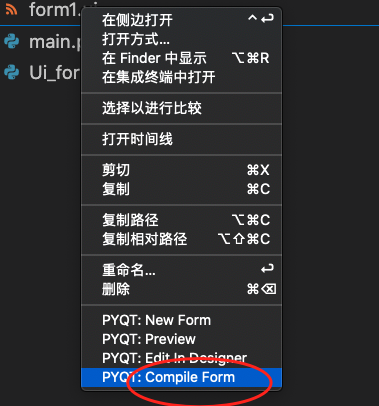 form1.ui
main.p
Ui_for
在侧边打开 ^↩
打开方式...
在 Finder 中显示 ⌥⌘R
在集成终端中打开
选择以进行比较
打开时间线
剪切 ⌘X
复制 ⌘C
复制路径 ⌥⌘C
复制相对路径 ⌥⇧⌘C
重命名... ↩
删除 ⌘⌫
PYQT: New Form
PYQT: Preview
PYQT: Edit In Designer
PYQT: Compile Form